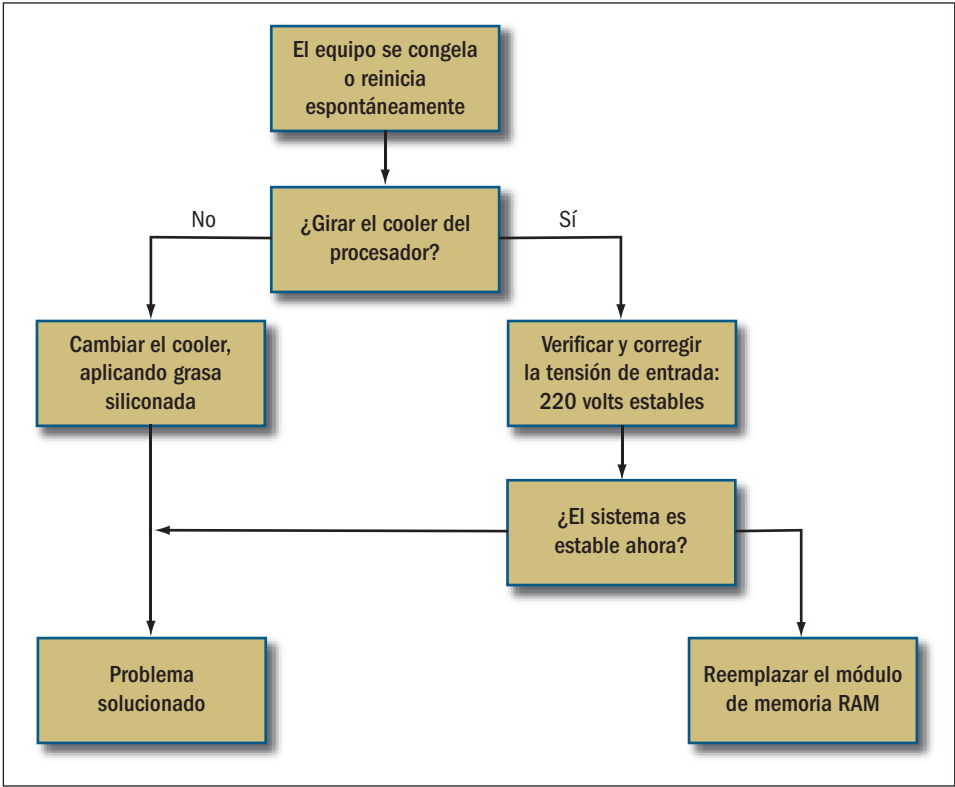 El equipo se congela
o reinicia
espontáneamente
¿Girar el cooler del
procesador?
No
Sí
Cambiar el cooler,
aplicando grasa
siliconada
Verificar y corregir
la tensión de entrada:
220 volts estables
¿El sistema es
estable ahora?
Problema
solucionado
Reemplazar el módulo
de memoria RAM